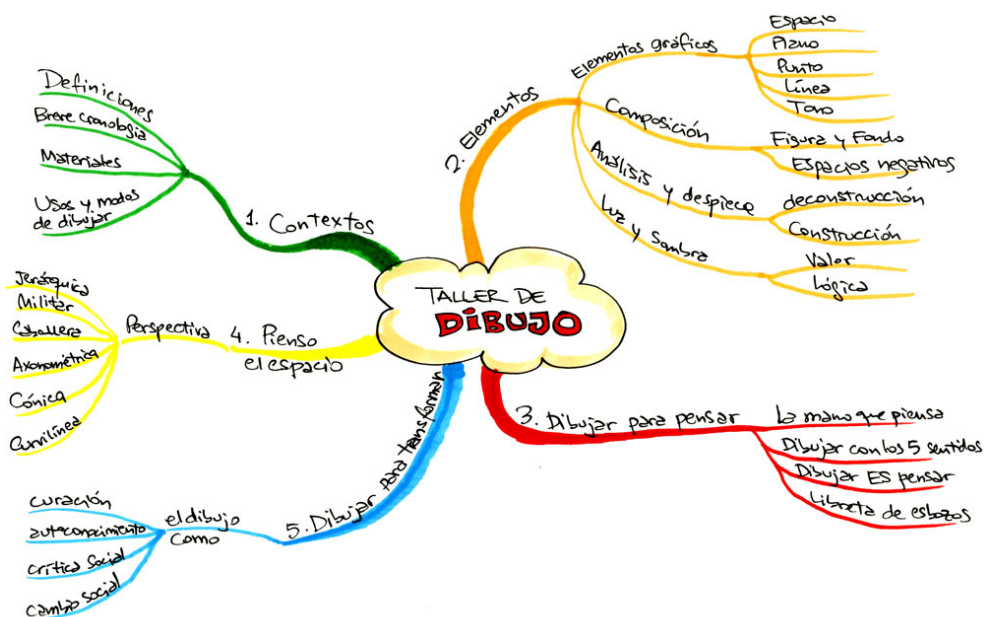 TALLER DE
DIBUJO
1. Contextos
Definiciones
Breve cronología
Materiales
Usos y modos
de dibujar
2. Elementos
Elementos gráficos
Espacio
Plano
Punto
Línea
Tono
Composición
Figura y Fondo
Espacios negativos
Análisis y despiece
deconstrucción
Construcción
Luz y Sombra
Valor
Lógica
3. Dibujar para pensar
La mano que piensa
Dibujar con los 5 sentidos
Dibujar ES pensar
Libreta de esbozos
4. Pienso
el espacio
Perspectiva
Jerárquica
Militar
Caballera
Axonométrica
Cónica
Curvilínea
5. Dibujar para transformar
el dibujo
como
curación
autoconocimiento
crítica social
cambio social